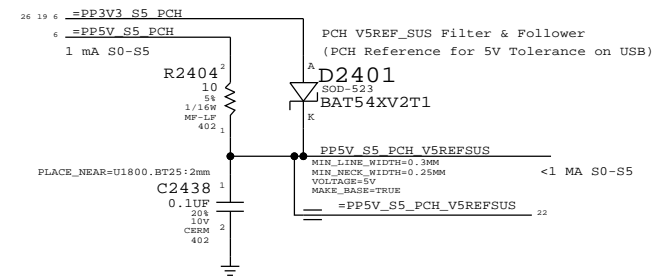 26 19 6 =PP3V3_S5_PCH
6 =PP5V_S5_PCH
1 mA S0-S5
PCH V5REF_SUS Filter & Follower
(PCH Reference for 5V Tolerance on USB)
R2404 2
10
5%
1/16W
MF-LF
402 1
A
D2401
SOD-523
BAT54XV2T1
K
PP5V_S5_PCH_V5REFSUS
MIN_LINE_WIDTH=0.3MM
MIN_NECK_WIDTH=0.25MM
VOLTAGE=5V
MAKE_BASE=TRUE
<1 MA S0-S5
=PP5V_S5_PCH_V5REFSUS 22
PLACE_NEAR=U1800.BT25:2mm
C2438 1
0.1UF
20%
10V
CERM
402
2